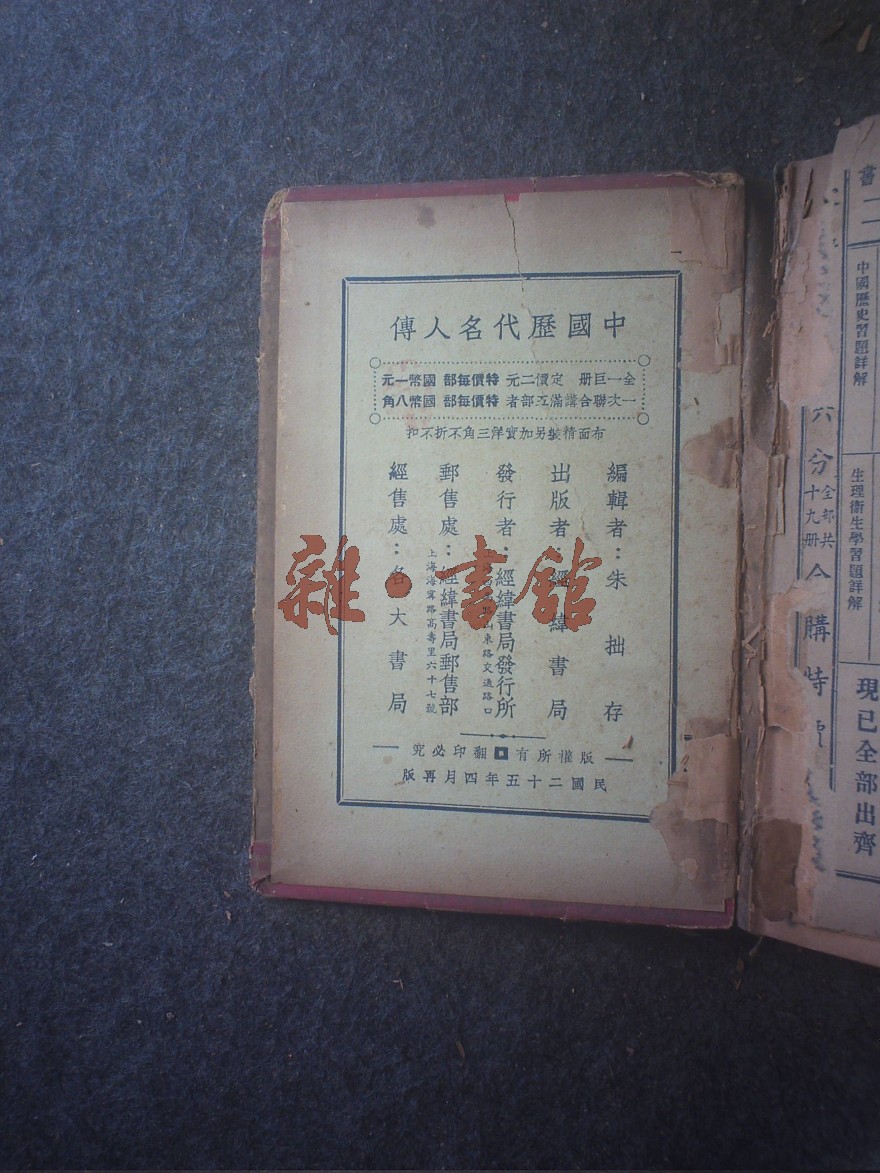 中國歷代名人傳
全一巨册 定價二元 特價每部 國幣一元
一次聯合購滿五部者 特價每部 國幣八角
布面精裝另加實洋三角不折不扣
編輯者：朱拙存
出版者：經緯書局
發行者：經緯書局發行所
山東路交通路口
郵售處：經緯書局郵售部
上海海寗路高壽里六十七號
經售處：各大書局
版權所有 翻印必究
民國二十五年四月再版
雜·書館
書
二
中國歷史習題詳解
生理衛生學習題詳解
現已全部出齊
分
全部共
十九册
購特